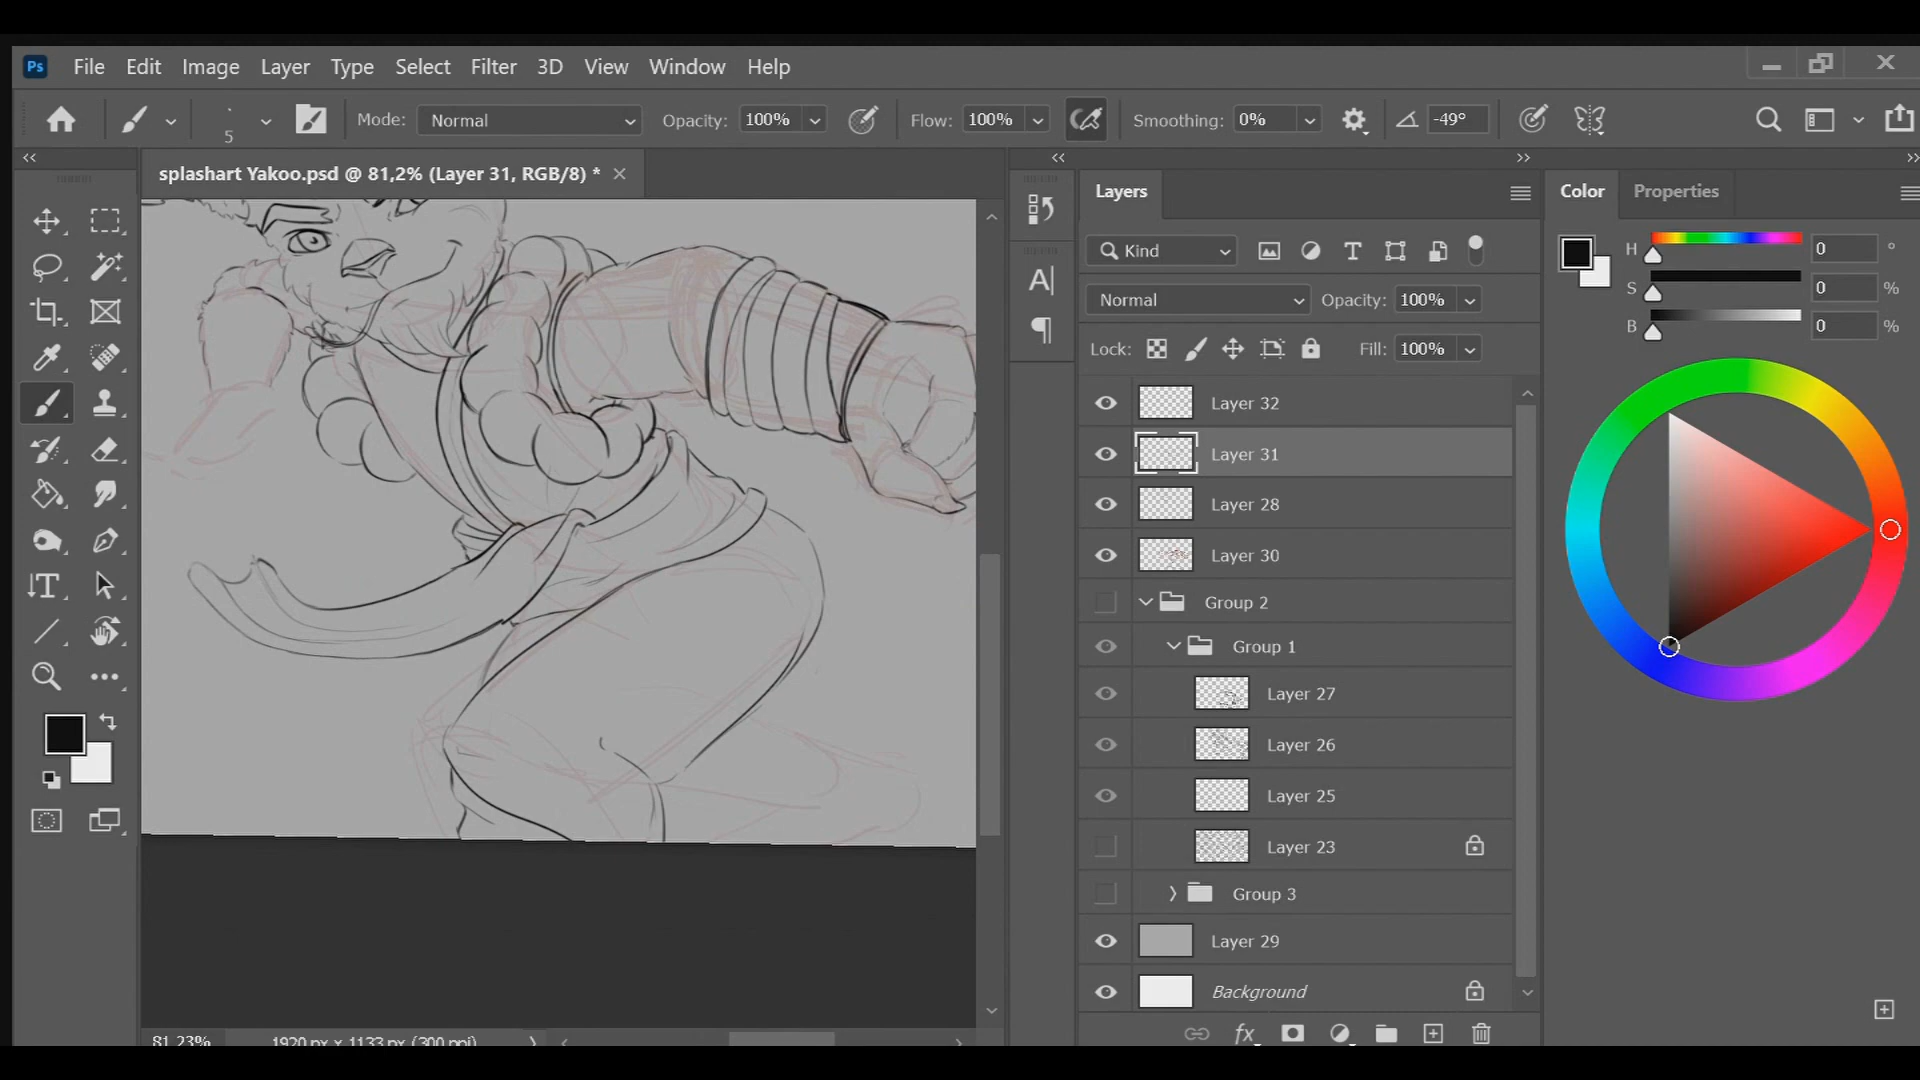 Ps File Edit Image Layer Type Select Filter 3D View Window Help
5 Mode: Normal Opacity: 100% Flow: 100% Smoothing: 0% -49°
splashart Yakoo.psd @ 81,2% (Layer 31, RGB/8) *
Layers
Kind
Normal Opacity: 100%
Lock: Fill: 100%
Layer 32
Layer 31
Layer 28
Layer 30
Group 2
Group 1
Layer 27
Layer 26
Layer 25
Layer 23
Group 3
Layer 29
Background
fx
Color Properties
H 0 °
S 0 %
B 0 %
81,23% 1920 px x 1133 px (300 ppi)